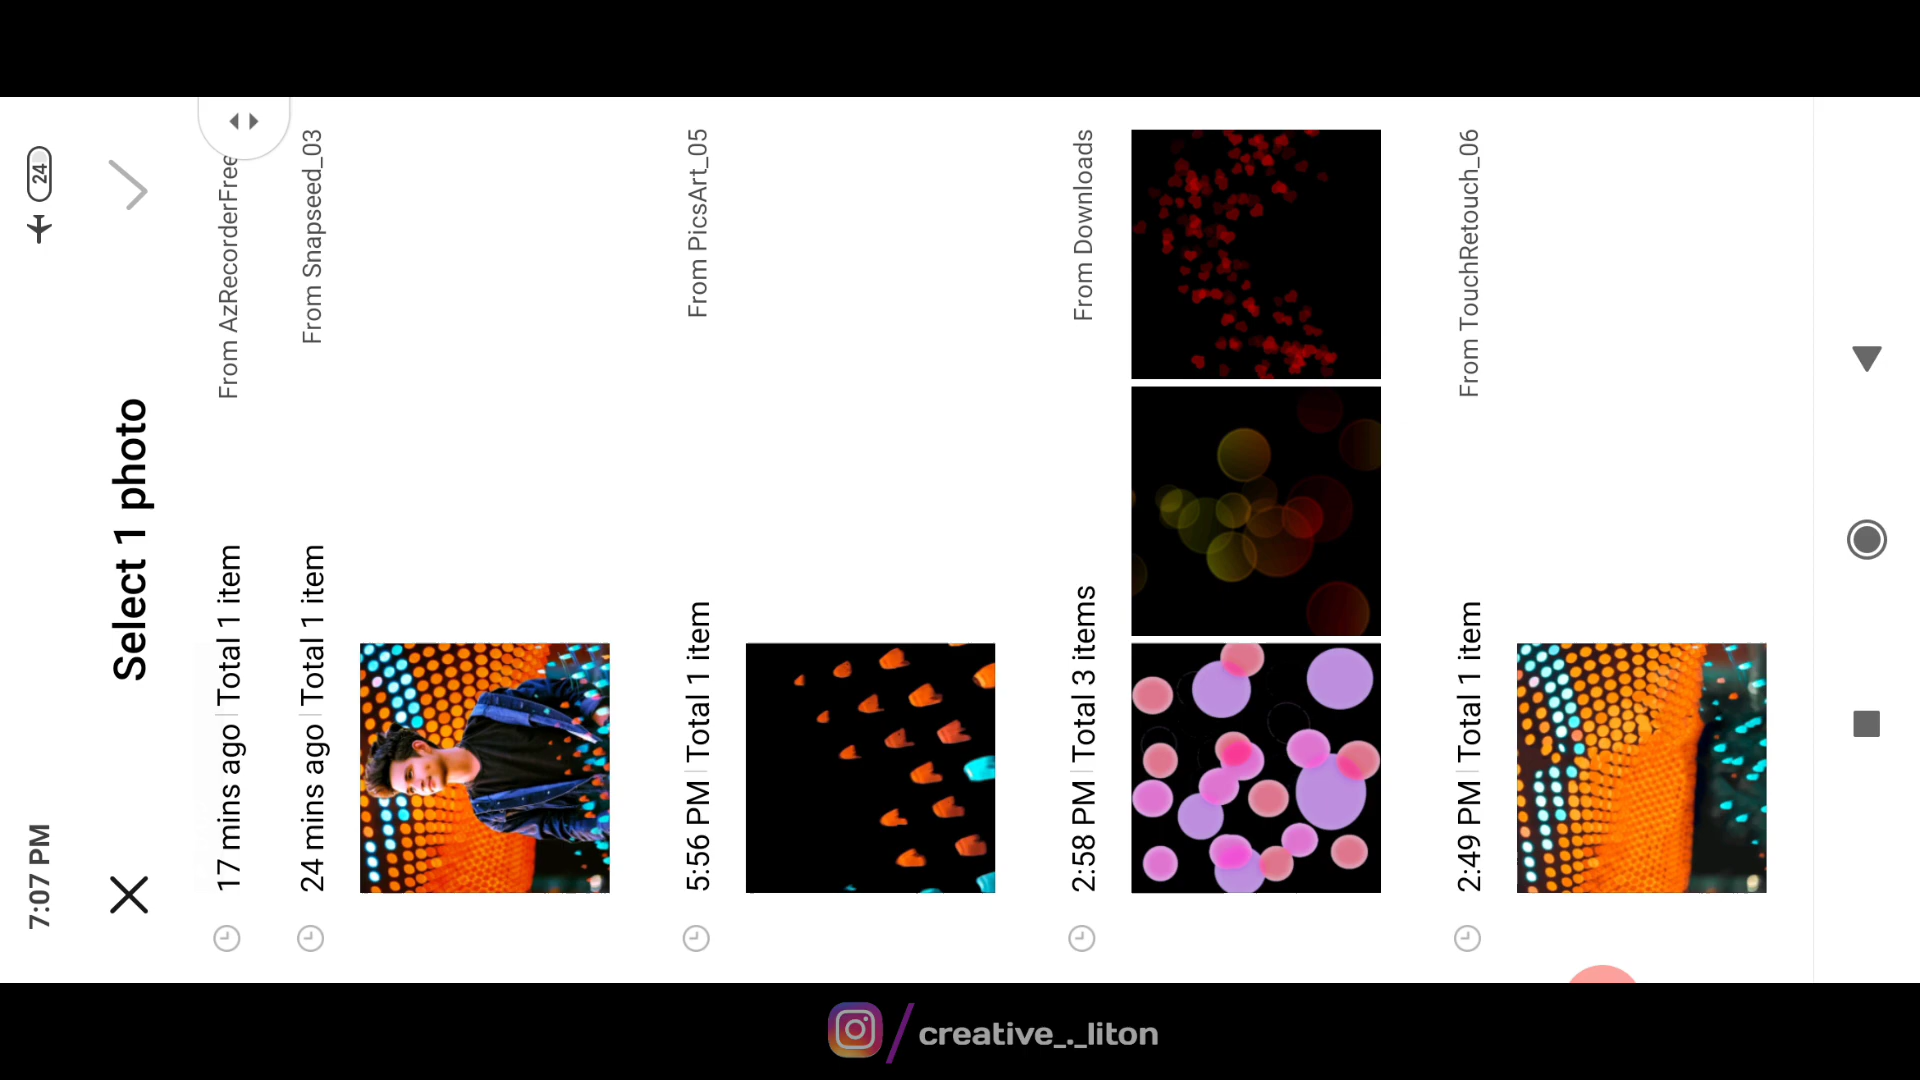 7:07 PM
24
Select 1 photo
17 mins ago | Total 1 item
From AzRecorderFree
24 mins ago | Total 1 item
From Snapseed_03
5:56 PM | Total 1 item
From PicsArt_05
2:58 PM | Total 3 items
From Downloads
2:49 PM | Total 1 item
From TouchRetouch_06
creative_._liton